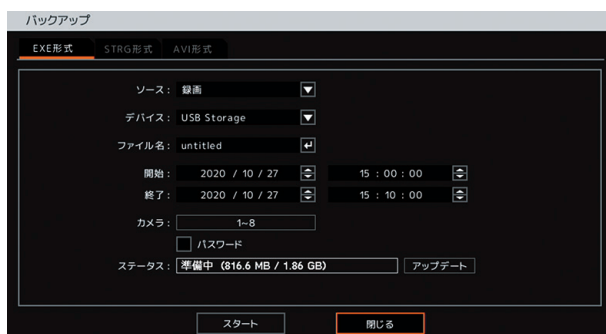 バックアップ
EXE形式 STRG形式 AVI形式
ソース : 録画
デバイス : USB Storage
ファイル名 : untitled
開始 : 2020 / 10 / 27 15 : 00 : 00
終了 : 2020 / 10 / 27 15 : 10 : 00
カメラ : 1~8
パスワード
ステータス : 準備中 (816.6 MB / 1.86 GB) アップデート
スタート 閉じる